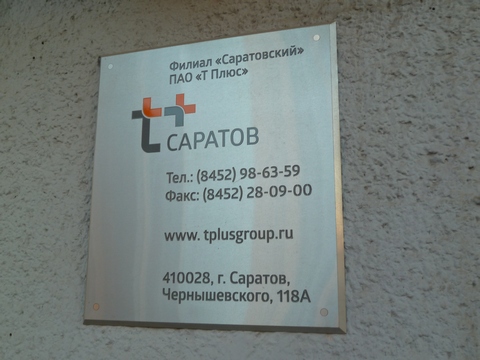 Филиал «Саратовский»
ПАО «Т Плюс»
САРАТОВ
Тел.: (8452) 98-63-59
Факс: (8452) 28-09-00
www. tplusgroup.ru
410028, г. Саратов,
Чернышевского, 118А